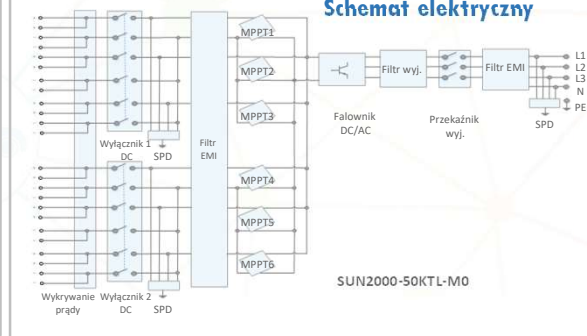 Schemat elektryczny
MPPT1
MPPT2
MPPT3
MPPT4
MPPT5
MPPT6
Wyłącznik 1
DC
SPD
Filtr
EMI
Wykrywanie
prądy
Wyłącznik 2
DC
SPD
Falownik
DC/AC
Filtr wyj.
Przekaźnik
wyj.
Filtr EMI
L1
L2
L3
N
PE
SPD
SUN2000-50KTL-M0